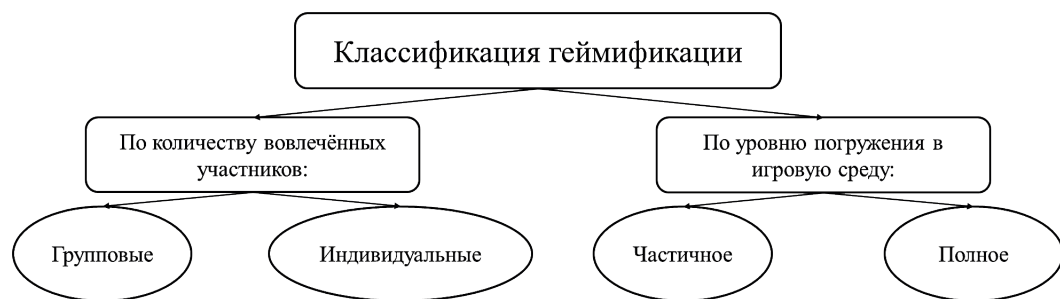 Классификация геймификации
По количеству вовлечённых
участников:
По уровню погружения в
игровую среду:
Групповые
Индивидуальные
Частичное
Полное